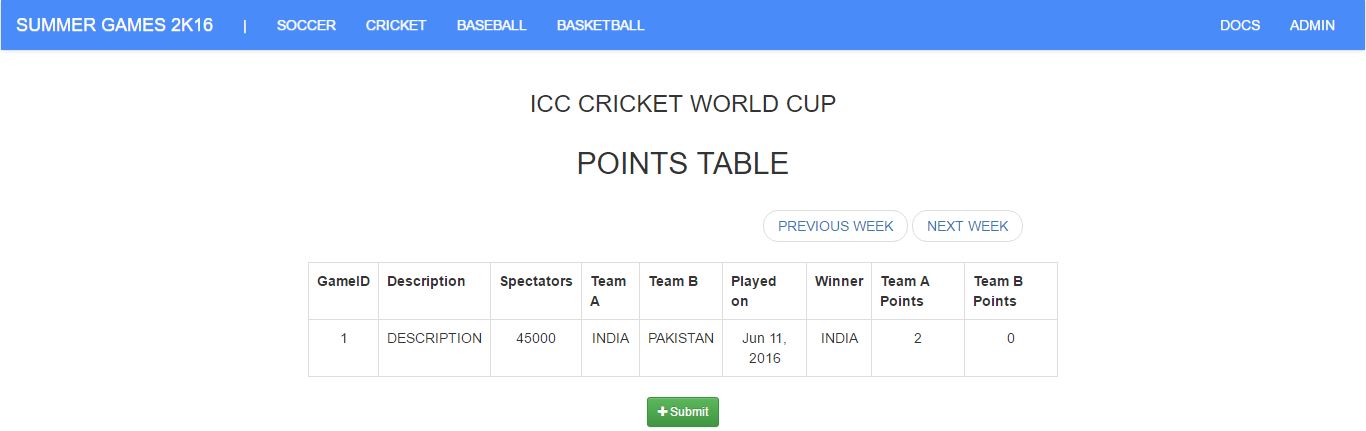 SUMMER GAMES 2K16 | SOCCER CRICKET BASEBALL BASKETBALL DOCS ADMIN
ICC CRICKET WORLD CUP
POINTS TABLE
PREVIOUS WEEK NEXT WEEK
GameID Description Spectators Team A Team B Played on Winner Team A Points Team B Points
1 DESCRIPTION 45000 INDIA PAKISTAN Jun 11, 2016 INDIA 2 0
+ Submit